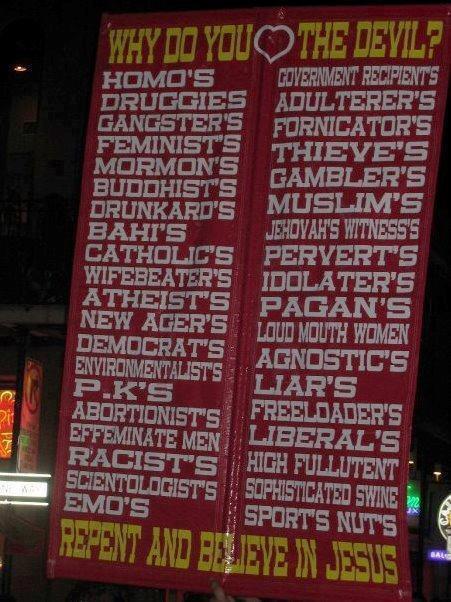 WHY DO YOU ♡ THE DEVIL?
HOMO'S
DRUGGIES
GANGSTER'S
FEMINIST'S
MORMON'S
BUDDHIST'S
DRUNKARD'S
BAHI'S
CATHOLIC'S
WIFEBEATER'S
ATHEIST'S
NEW AGER'S
DEMOCRAT'S
ENVIRONMENTALIST'S
P.K'S
ABORTIONIST'S
EFFEMINATE MEN
RACIST'S
SCIENTOLOGIST'S
EMO'S
GOVERNMENT RECIPIENT'S
ADULTERER'S
FORNICATOR'S
THIEVE'S
GAMBLER'S
MUSLIM'S
JEHOVAH'S WITNESS'S
PERVERT'S
IDOLATER'S
PAGAN'S
LOUD MOUTH WOMEN
AGNOSTIC'S
LIAR'S
FREELOADER'S
LIBERAL'S
HIGH FULLUTENT
SOPHISTICATED SWINE
SPORT'S NUT'S
REPENT AND BELIEVE IN JESUS